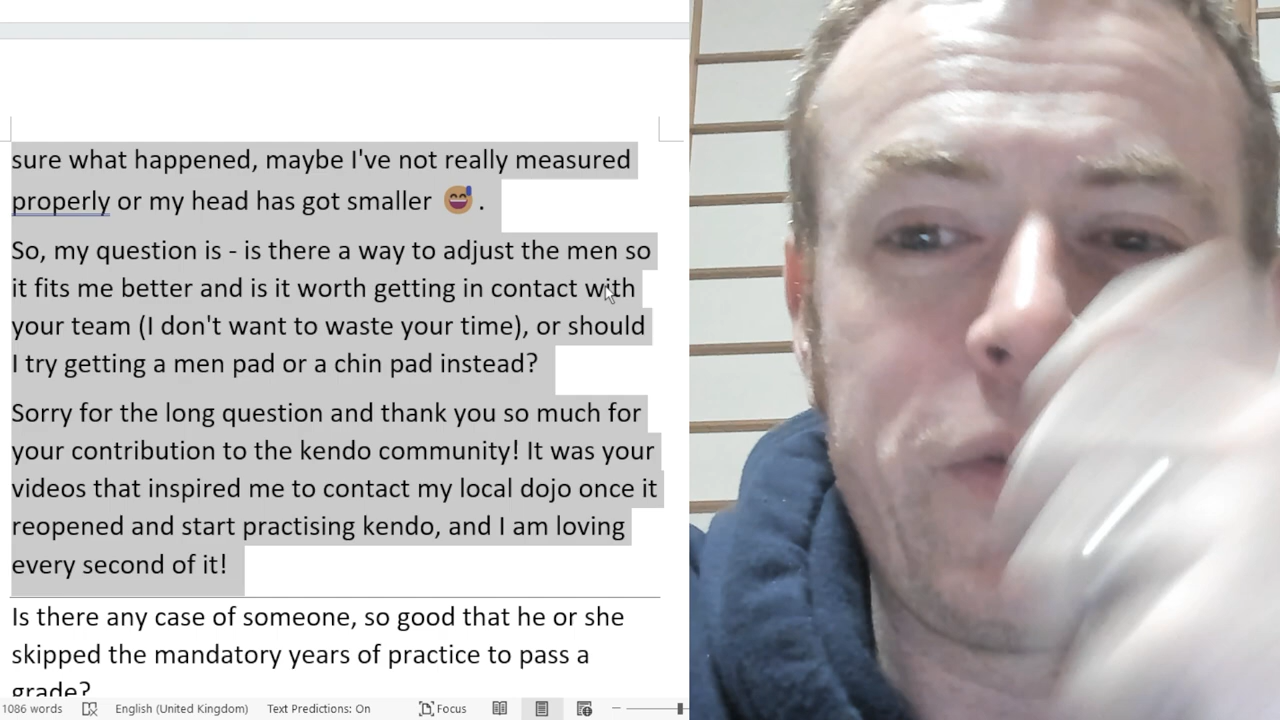 sure what happened, maybe I've not really measured
properly or my head has got smaller 😅.
So, my question is - is there a way to adjust the men so
it fits me better and is it worth getting in contact with
your team (I don't want to waste your time), or should
I try getting a men pad or a chin pad instead?
Sorry for the long question and thank you so much for
your contribution to the kendo community! It was your
videos that inspired me to contact my local dojo once it
reopened and start practising kendo, and I am loving
every second of it!
Is there any case of someone, so good that he or she
skipped the mandatory years of practice to pass a
grade?
1086 words English (United Kingdom) Text Predictions: On Focus